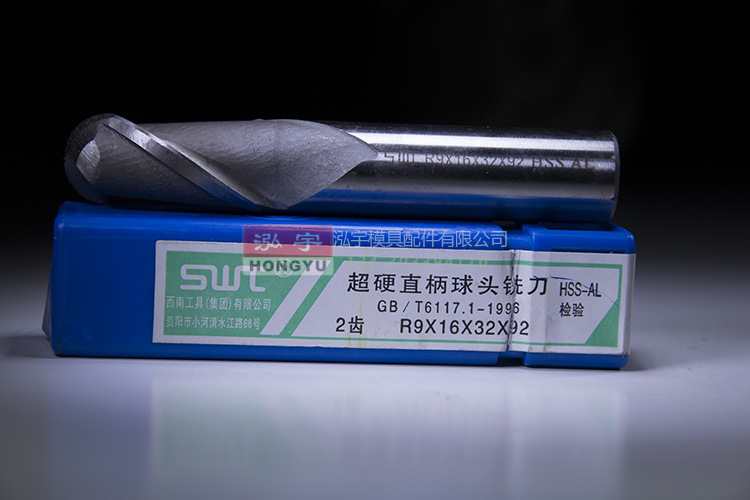 SWT R9X16X32X92 HSS AL
泓宇 泓宇模具配件有限公司
HONGYU
SWT®
西南工具(集团)有限公司
贵阳市小河清水江路66号
超硬直柄球头铣刀 HSS-AL
GB/T6117.1-1996 检验
2齿 R9X16X32X92